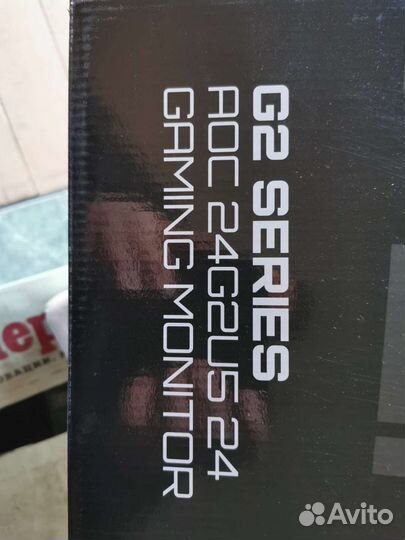 G2 SERIES
AOC 24G2U5 24
GAMING MONITOR
Avito